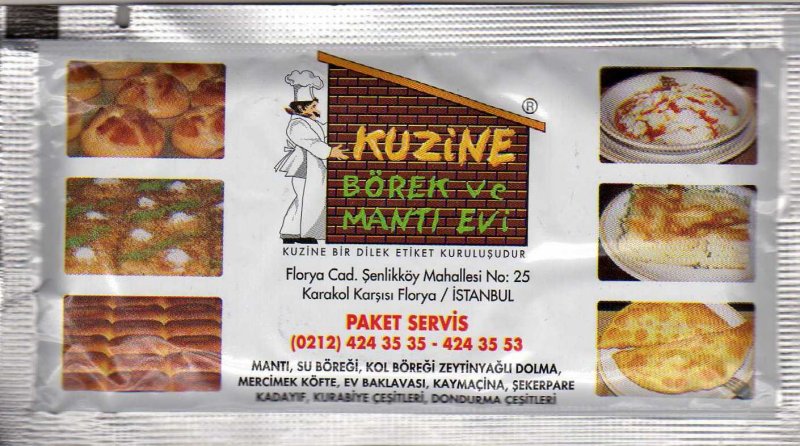 ®
KUZİNE
BÖREK ve
MANTI EVİ
KUZİNE BİR DİLEK ETİKET KURULUŞUDUR
Florya Cad. Şenlikköy Mahallesi No: 25
Karakol Karşısı Florya / İSTANBUL
PAKET SERVİS
(0212) 424 35 35 - 424 35 53
MANTI, SU BÖREĞİ, KOL BÖREĞİ ZEYTİNYAĞLI DOLMA,
MERCİMEK KÖFTE, EV BAKLAVASI, KAYMAÇİNA, ŞEKERPARE
KADAYIF, KURABİYE ÇEŞİTLERİ, DONDURMA ÇEŞİTLERİ